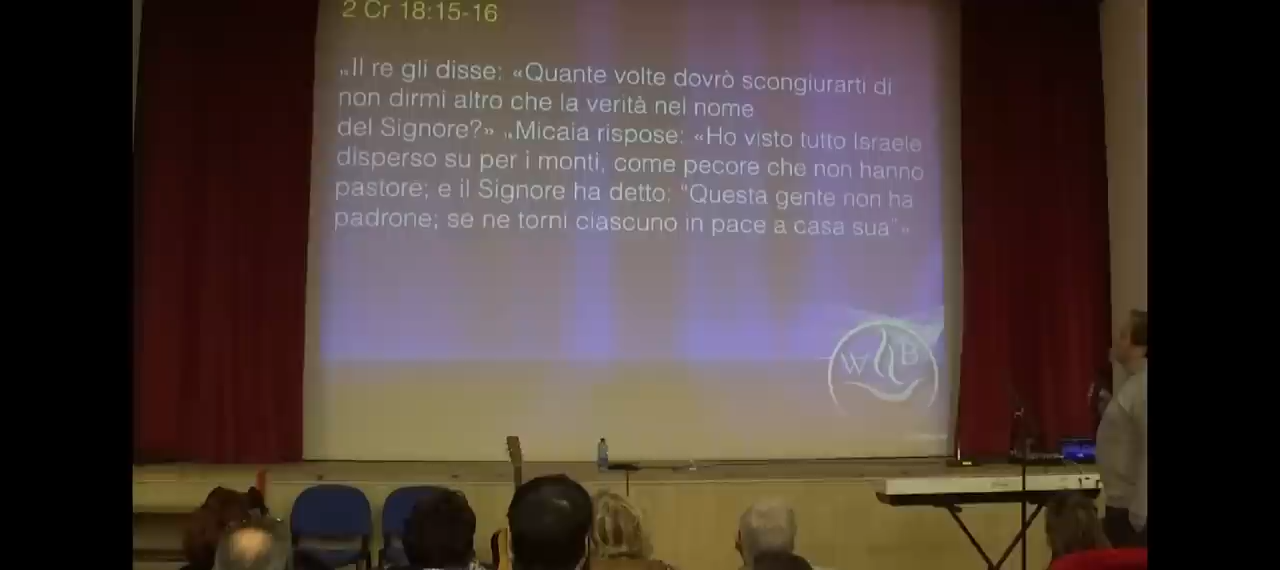 2 Cr 18:15-16
„Il re gli disse: «Quante volte dovrò scongiurarti di
non dirmi altro che la verità nel nome
del Signore?» „Micaia rispose: «Ho visto tutto Israele
disperso su per i monti, come pecore che non hanno
pastore; e il Signore ha detto: "Questa gente non ha
padrone; se ne torni ciascuno in pace a casa sua"»
W B